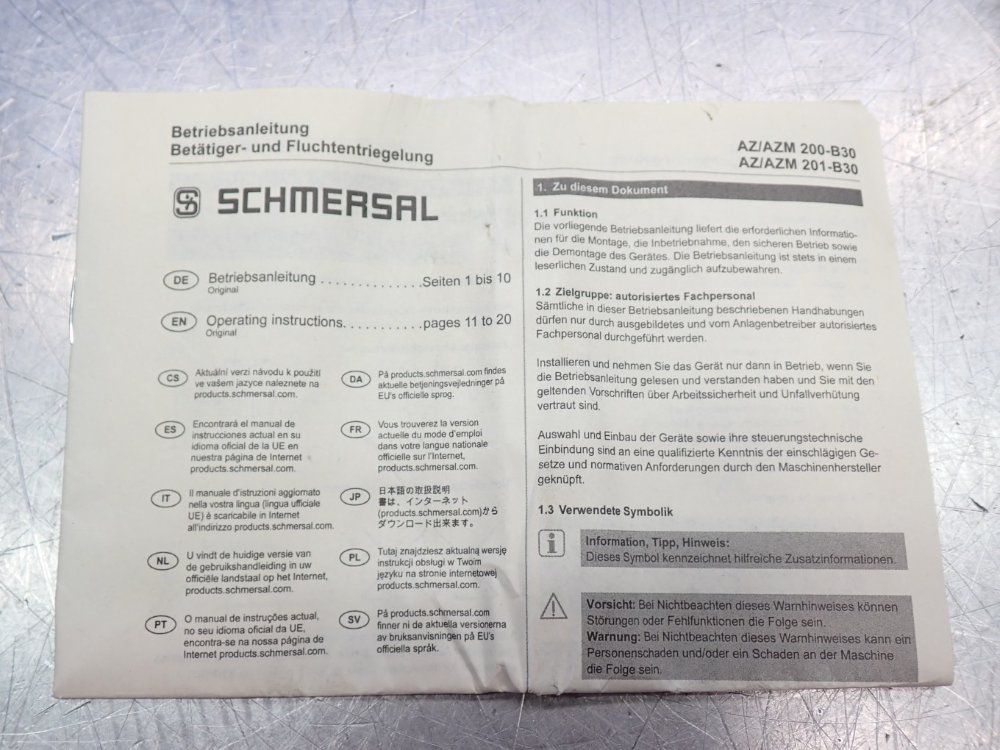 Betriebsanleitung
Betätiger- und Fluchtentriegelung
AZ/AZM 200-B30
AZ/AZM 201-B30
SCHMERSAL
DE Betriebsanleitung . . . . . . . . . . . . . .Seiten 1 bis 10
Original
EN Operating instructions. . . . . . . . . . .pages 11 to 20
Original
CS Aktuální verzi návodu k použití
ve vašem jazyce naleznete na
products.schmersal.com.
DA På products.schmersal.com findes
aktuelle betjeningsvejledninger på
EU's officielle sprog.
ES Encontrará el manual de
instrucciones actual en su
idioma oficial de la UE en
nuestra página de Internet
products.schmersal.com.
FR Vous trouverez la version
actuelle du mode d'emploi
dans votre langue nationale
officielle sur l'Internet,
products.schmersal.com.
IT Il manuale d'istruzioni aggiornato
nella vostra lingua (lingua ufficiale
UE) è scaricabile in Internet
all'indirizzo products.schmersal.com.
JP 日本語の取扱説明
書は、インターネット
(products.schmersal.com)から
ダウンロード出来ます。
NL U vindt de huidige versie van
de gebruikshandleiding in uw
officiële landstaal op het Internet,
products.schmersal.com.
PL Tutaj znajdziesz aktualną wersję
instrukcji obsługi w Twoim
języku na stronie internetowej
products.schmersal.com.
PT O manual de instruções actual,
no seu idioma oficial da UE,
encontra-se na nossa página de
Internet products.schmersal.com.
SV På products.schmersal.com
finner ni de aktuella versionerna
av bruksanvisningen på EU's
officiella språk.
1. Zu diesem Dokument
1.1 Funktion
Die vorliegende Betriebsanleitung liefert die erforderlichen Informatio-
nen für die Montage, die Inbetriebnahme, den sicheren Betrieb sowie
die Demontage des Gerätes. Die Betriebsanleitung ist stets in einem
leserlichen Zustand und zugänglich aufzubewahren.
1.2 Zielgruppe: autorisiertes Fachpersonal
Sämtliche in dieser Betriebsanleitung beschriebenen Handhabungen
dürfen nur durch ausgebildetes und vom Anlagenbetreiber autorisiertes
Fachpersonal durchgeführt werden.
Installieren und nehmen Sie das Gerät nur dann in Betrieb, wenn Sie
die Betriebsanleitung gelesen und verstanden haben und Sie mit den
geltenden Vorschriften über Arbeitssicherheit und Unfallverhütung
vertraut sind.
Auswahl und Einbau der Geräte sowie ihre steuerungstechnische
Einbindung sind an eine qualifizierte Kenntnis der einschlägigen Ge-
setze und normativen Anforderungen durch den Maschinenhersteller
geknüpft.
1.3 Verwendete Symbolik
Information, Tipp, Hinweis:
Dieses Symbol kennzeichnet hilfreiche Zusatzinformationen.
Vorsicht: Bei Nichtbeachten dieses Warnhinweises können
Störungen oder Fehlfunktionen die Folge sein.
Warnung: Bei Nichtbeachten dieses Warnhinweises kann ein
Personenschaden und/oder ein Schaden an der Maschine
die Folge sein.